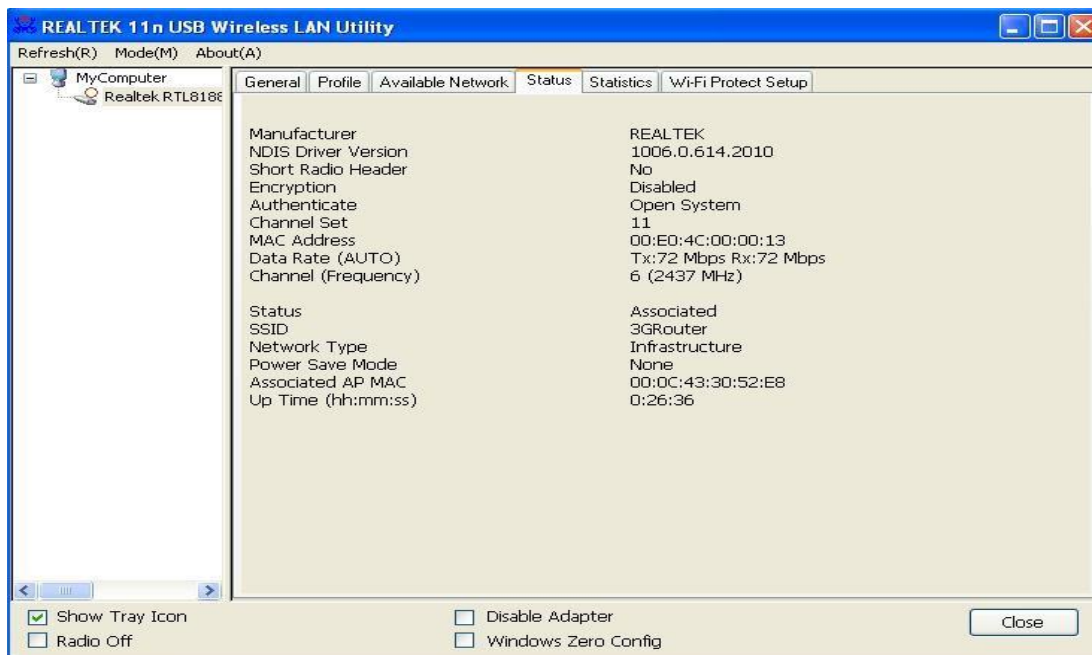 REALTEK 11n USB Wireless LAN Utility
Refresh(R) Mode(M) About(A)
MyComputer
Realtek RTL8188
General Profile Available Network Status Statistics Wi-Fi Protect Setup
Manufacturer REALTEK
NDIS Driver Version 1006.0.614.2010
Short Radio Header No
Encryption Disabled
Authenticate Open System
Channel Set 11
MAC Address 00:E0:4C:00:00:13
Data Rate (AUTO) Tx:72 Mbps Rx:72 Mbps
Channel (Frequency) 6 (2437 MHz)
Status Associated
SSID 3GRouter
Network Type Infrastructure
Power Save Mode None
Associated AP MAC 00:0C:43:30:52:E8
Up Time (hh:mm:ss) 0:26:36
Show Tray Icon Disable Adapter Close
Radio Off Windows Zero Config